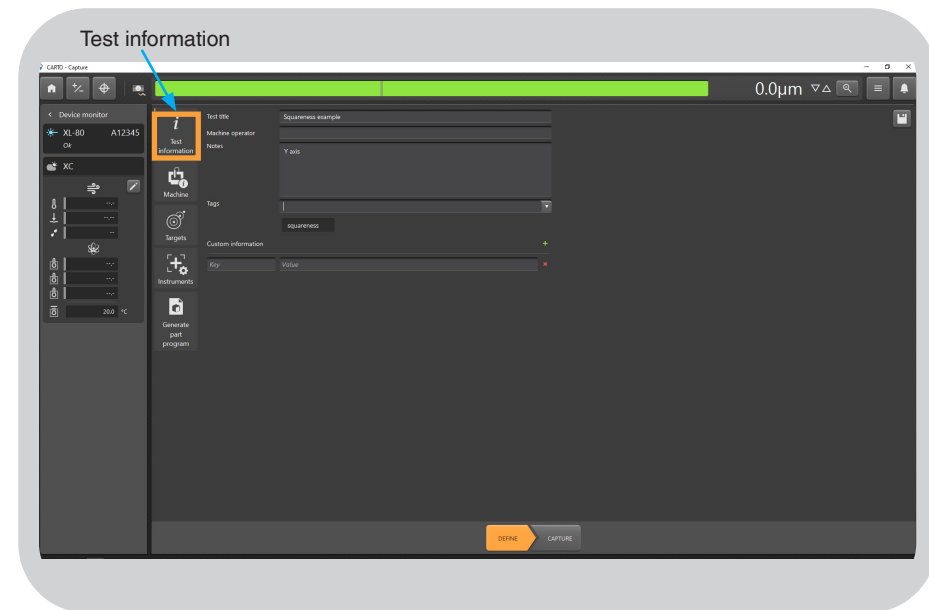 Test information
CARTO - Capture
0.0µm
Device monitor
XL-80 A12345
Ok
XC
--.-
--.--
--
--.-
--.-
--.-
20.0 °C
i
Test
information
Machine
Targets
Instruments
Generate
part
program
Test title Squareness example
Machine operator
Notes Y axis
Tags
squareness
Custom information +
Key Value
DEFINE CAPTURE